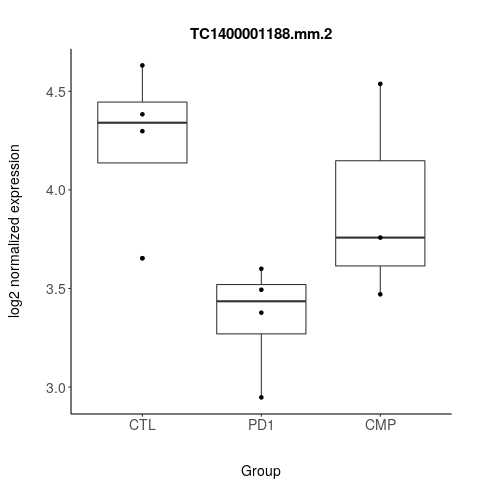 TC1400001188.mm.2
log2 normalized expression
4.5
4.0
3.5
3.0
CTL PD1 CMP
Group